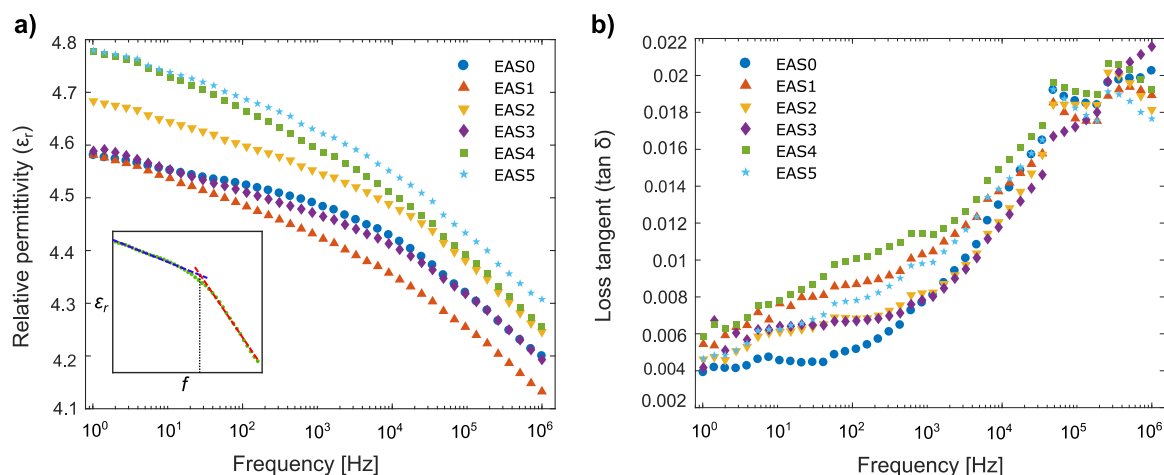 a)
Relative permittivity (εr)
4.8
4.7
4.6
4.5
4.4
4.3
4.2
4.1
EAS0
EAS1
EAS2
EAS3
EAS4
EAS5
εr
f
10^0
10^1
10^2
10^3
10^4
10^5
10^6
Frequency [Hz]
b)
Loss tangent (tan δ)
0.022
0.02
0.018
0.016
0.014
0.012
0.01
0.008
0.006
0.004
0.002
EAS0
EAS1
EAS2
EAS3
EAS4
EAS5
10^0
10^1
10^2
10^3
10^4
10^5
10^6
Frequency [Hz]